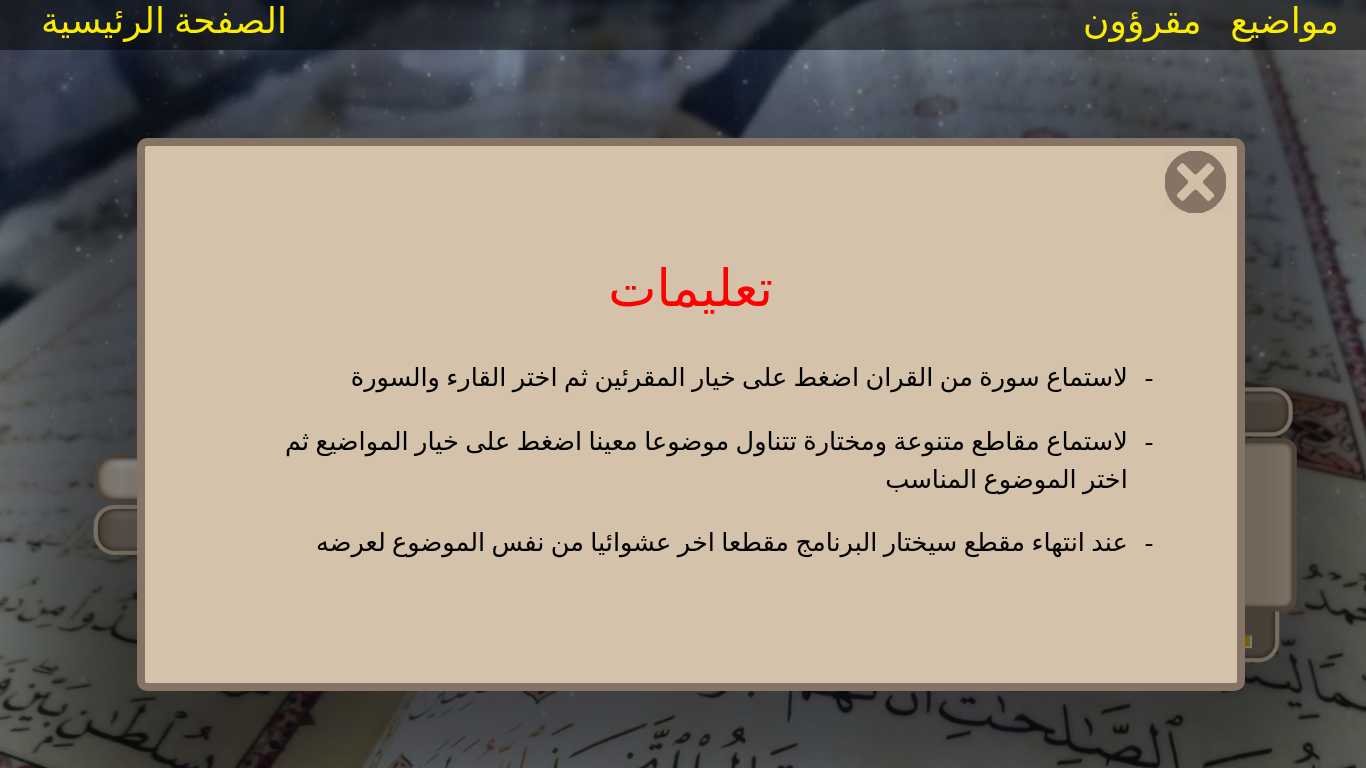 مواضيع مقرؤون الصفحة الرئيسية
تعليمات
- لاستماع سورة من القران اضغط على خيار المقرئين ثم اختر القارء والسورة
- لاستماع مقاطع متنوعة ومختارة تتناول موضوعا معينا اضغط على خيار المواضيع ثم
اختر الموضوع المناسب
- عند انتهاء مقطع سيختار البرنامج مقطعا اخر عشوائيا من نفس الموضوع لعرضه